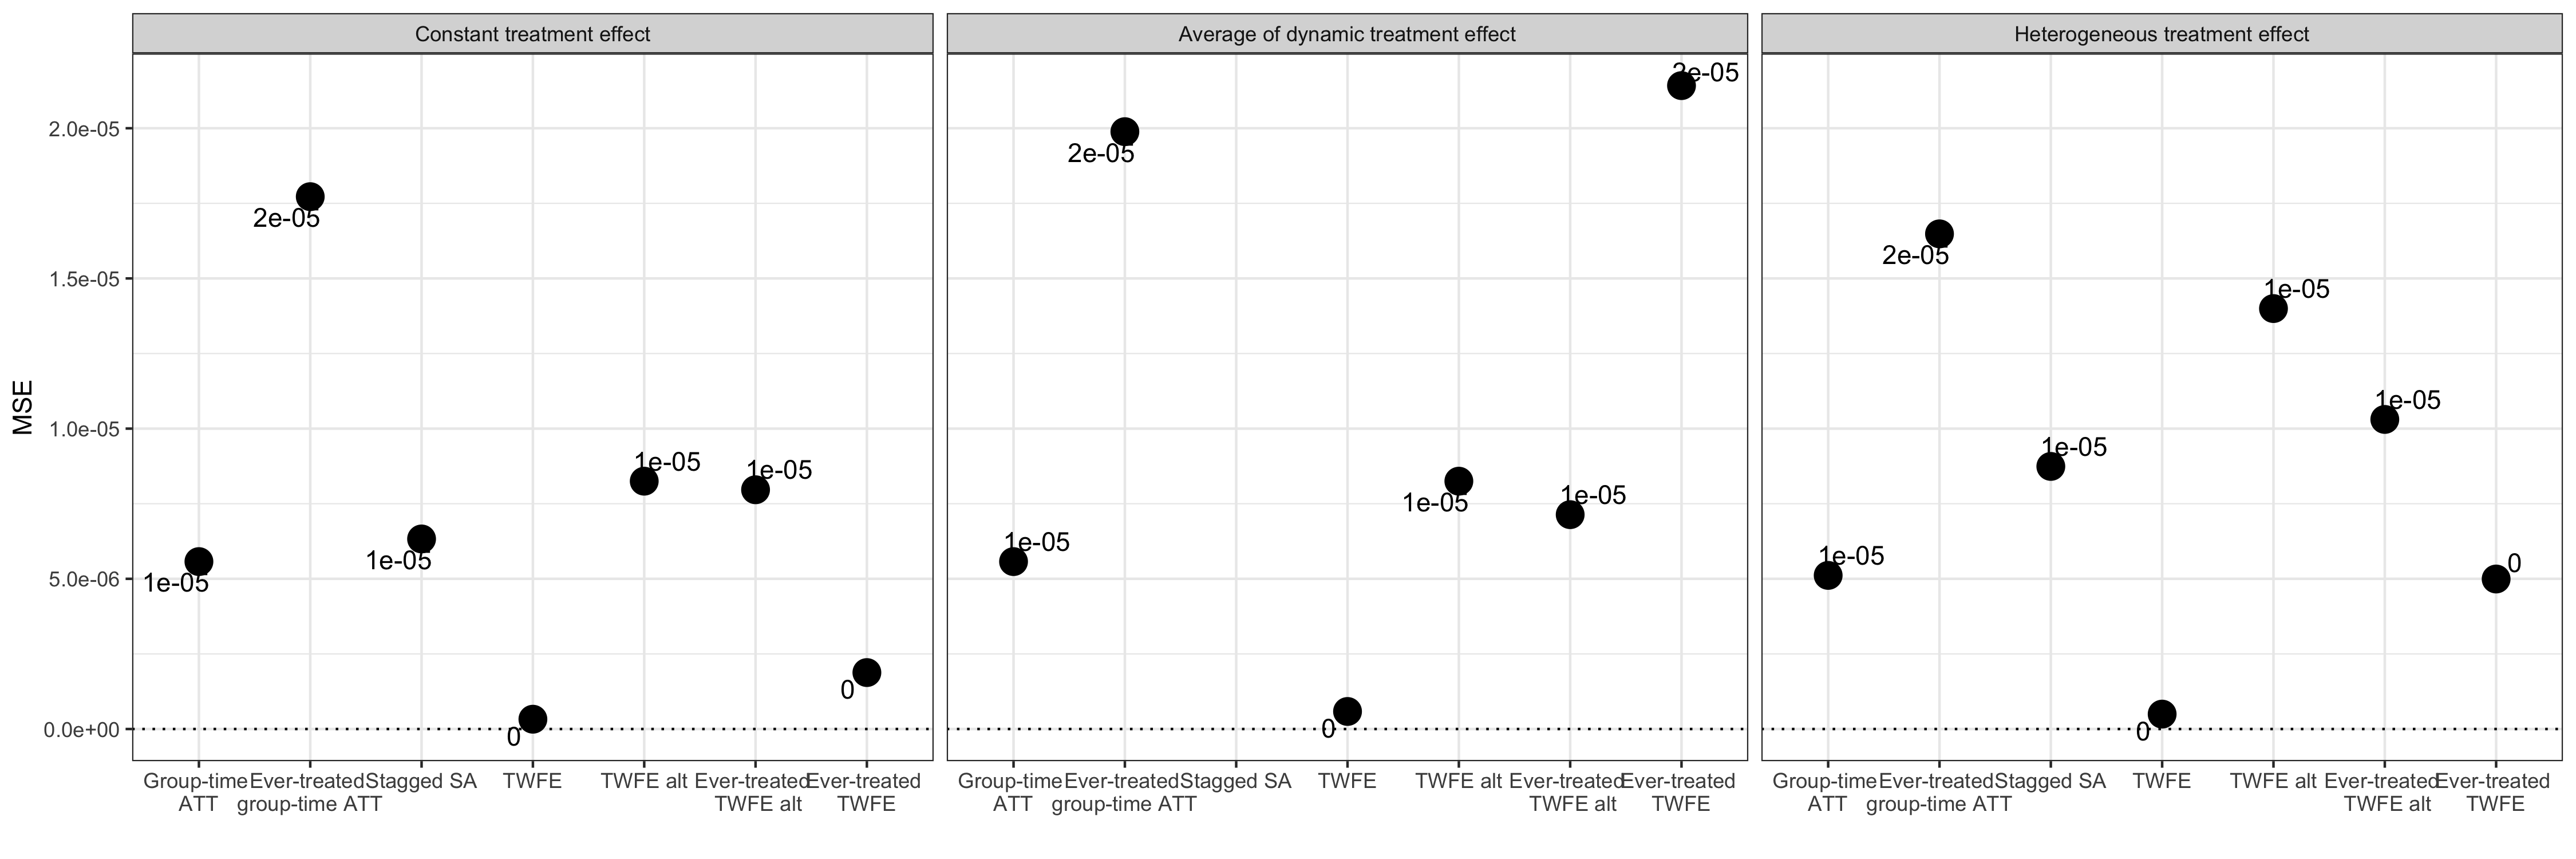 Constant treatment effect
Average of dynamic treatment effect
Heterogeneous treatment effect
MSE
2.0e-05
1.5e-05
1.0e-05
5.0e-06
0.0e+00
1e-05
2e-05
1e-05
0
1e-05
1e-05
0
1e-05
2e-05
0
1e-05
1e-05
2e-05
1e-05
2e-05
1e-05
0
1e-05
1e-05
0
Group-time
ATT
Ever-treated
group-time ATT
Stagged SA
TWFE
TWFE alt
Ever-treated
TWFE alt
Ever-treated
TWFE
Group-time
ATT
Ever-treated
group-time ATT
Stagged SA
TWFE
TWFE alt
Ever-treated
TWFE alt
Ever-treated
TWFE
Group-time
ATT
Ever-treated
group-time ATT
Stagged SA
TWFE
TWFE alt
Ever-treated
TWFE alt
Ever-treated
TWFE